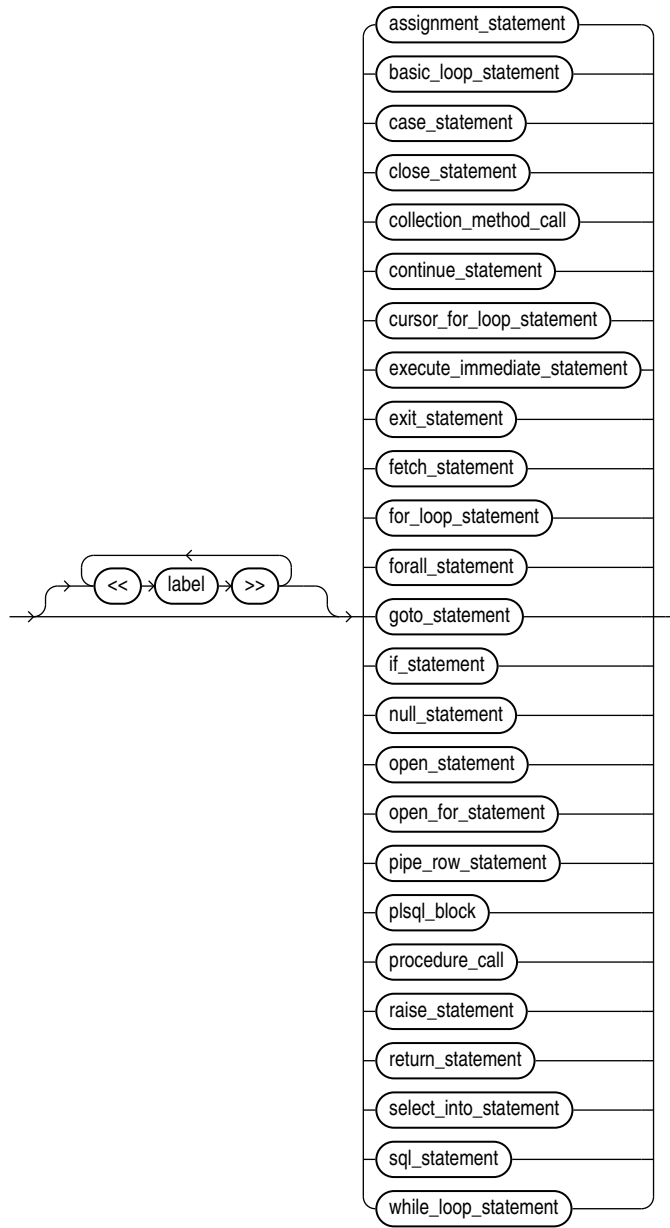 assignment_statement
basic_loop_statement
case_statement
close_statement
collection_method_call
continue_statement
cursor_for_loop_statement
execute_immediate_statement
exit_statement
fetch_statement
for_loop_statement
forall_statement
<< label >>
goto_statement
if_statement
null_statement
open_statement
open_for_statement
pipe_row_statement
plsql_block
procedure_call
raise_statement
return_statement
select_into_statement
sql_statement
while_loop_statement